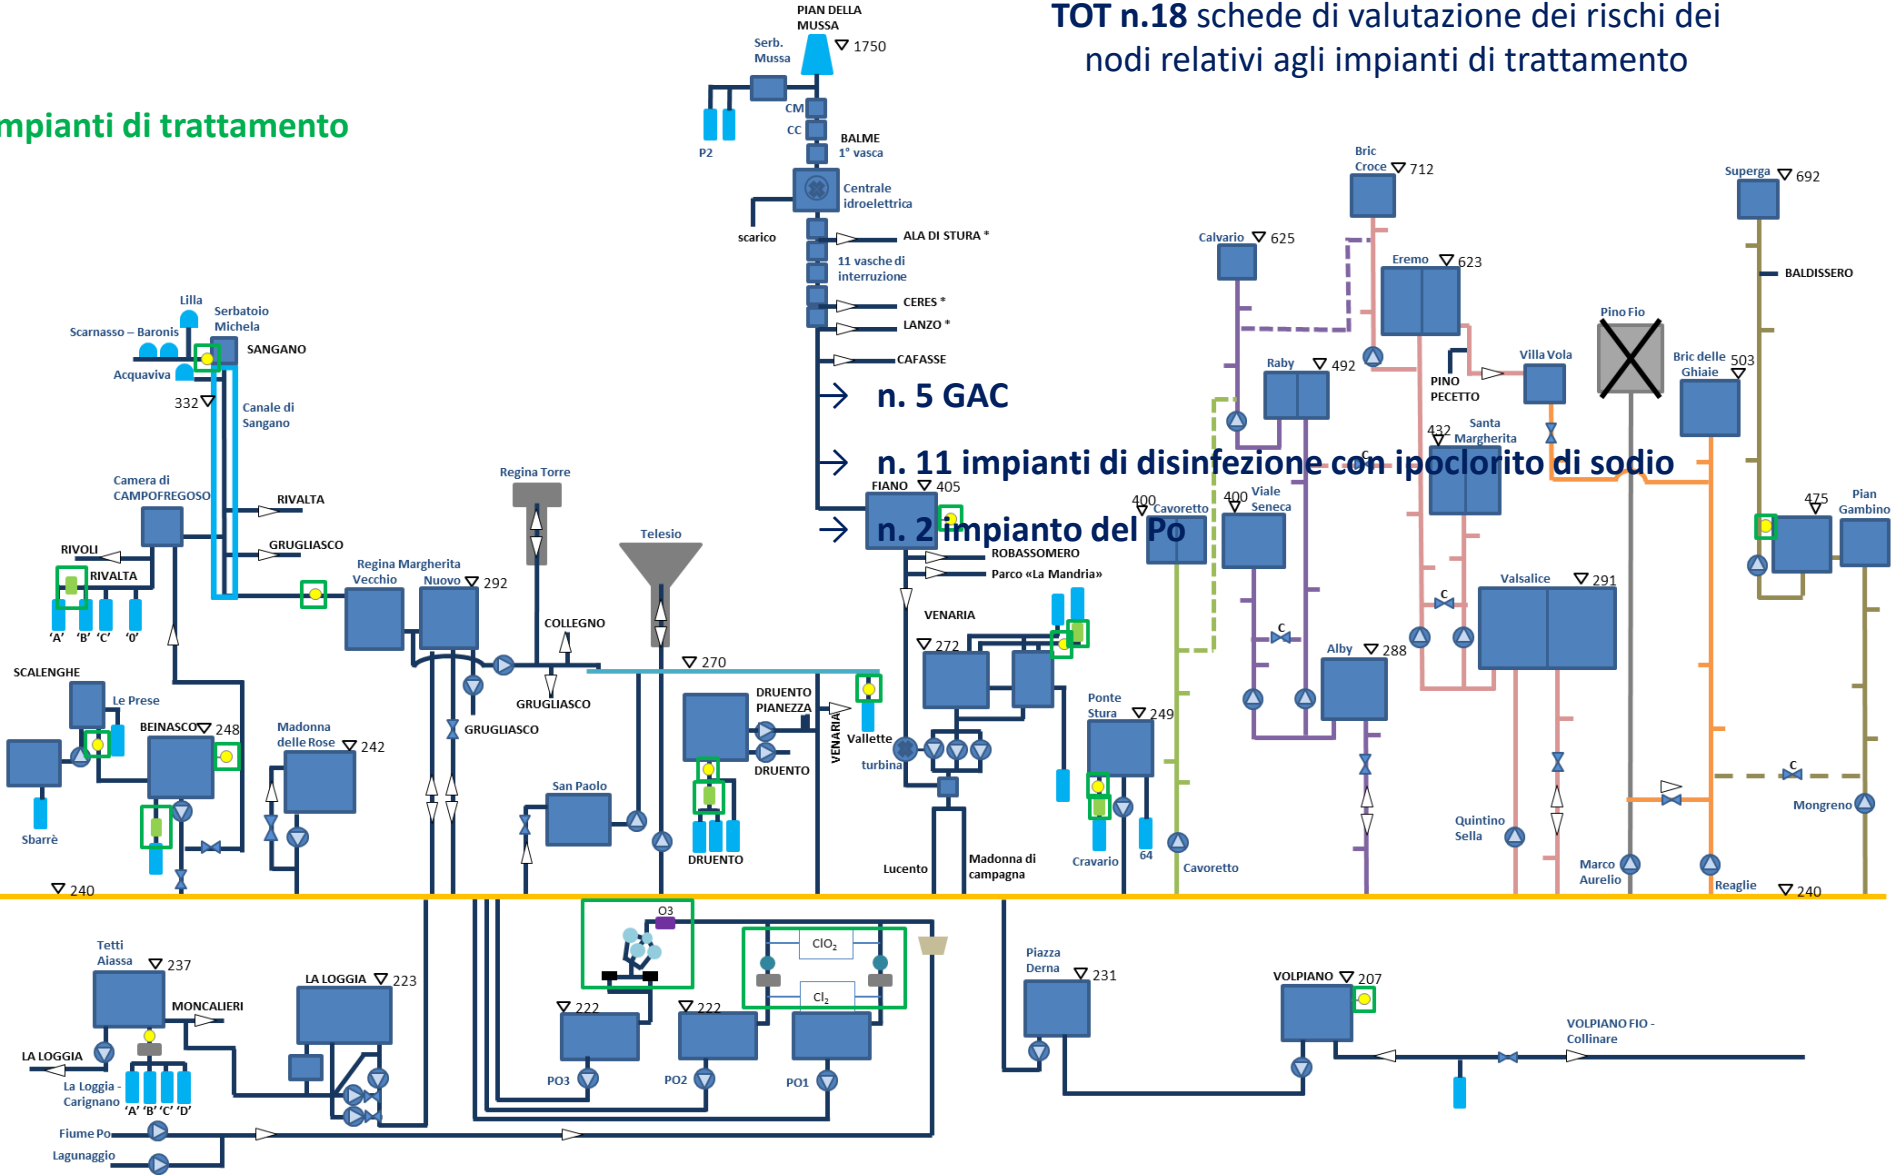 TOT n.18 schede di valutazione dei rischi dei
nodi relativi agli impianti di trattamento
mpianti di trattamento
PIAN DELLA
MUSSA
1750
Serb.
Mussa
P2
CM
CC
BALME
1° vasca
Centrale
idroelettrica
scarico
ALA DI STURA *
11 vasche di
interruzione
CERES *
LANZO *
CAFASSE
→ n. 5 GAC
→ n. 11 impianti di disinfezione con ipoclorito di sodio
→ n. 2 impianto del Po
FIANO 405
ROBASSOMERO
Parco «La Mandria»
Lilla
Scarnasso – Baronis
Serbatoio
Michela
SANGANO
Acquaviva
332
Canale di
Sangano
Camera di
CAMPOFREGOSO
RIVALTA
GRUGLIASCO
RIVOLI
RIVALTA
'A' 'B' 'C' '0'
Regina Margherita
Vecchio
Nuovo 292
Regina Torre
Telesio
COLLEGNO
GRUGLIASCO
GRUGLIASCO
270
SCALENGHE
Le Prese
Sbarrè
BEINASCO 248
Madonna
delle Rose 242
San Paolo
DRUENTO
PIANEZZA
DRUENTO
DRUENTO
VENARIA
Vallette
turbina
VENARIA
272
Lucento
Madonna di
campagna
Ponte
Stura 249
Cravario
64
400
Cavoretto
Cavoretto
400
Viale
Seneca
Calvario 625
Raby 492
Alby 288
Bric
Croce 712
Eremo 623
PINO
PECETTO
Villa Vola
432
Santa
Margherita
C
C
C
Valsalice 291
Quintino
Sella
Pino Fio
Marco
Aurelio
Bric delle
Ghiaie 503
Reaglie
Superga 692
BALDISSERO
475
Pian
Gambino
C
Mongreno
240
240
Tetti
Aiassa 237
MONCALIERI
LA LOGGIA
La Loggia -
Carignano
'A' 'B' 'C' 'D'
LA LOGGIA 223
Fiume Po
Lagunaggio
O3
ClO₂
Cl₂
222
222
PO3
PO2
PO1
Piazza
Derna 231
VOLPIANO 207
VOLPIANO FIO -
Collinare